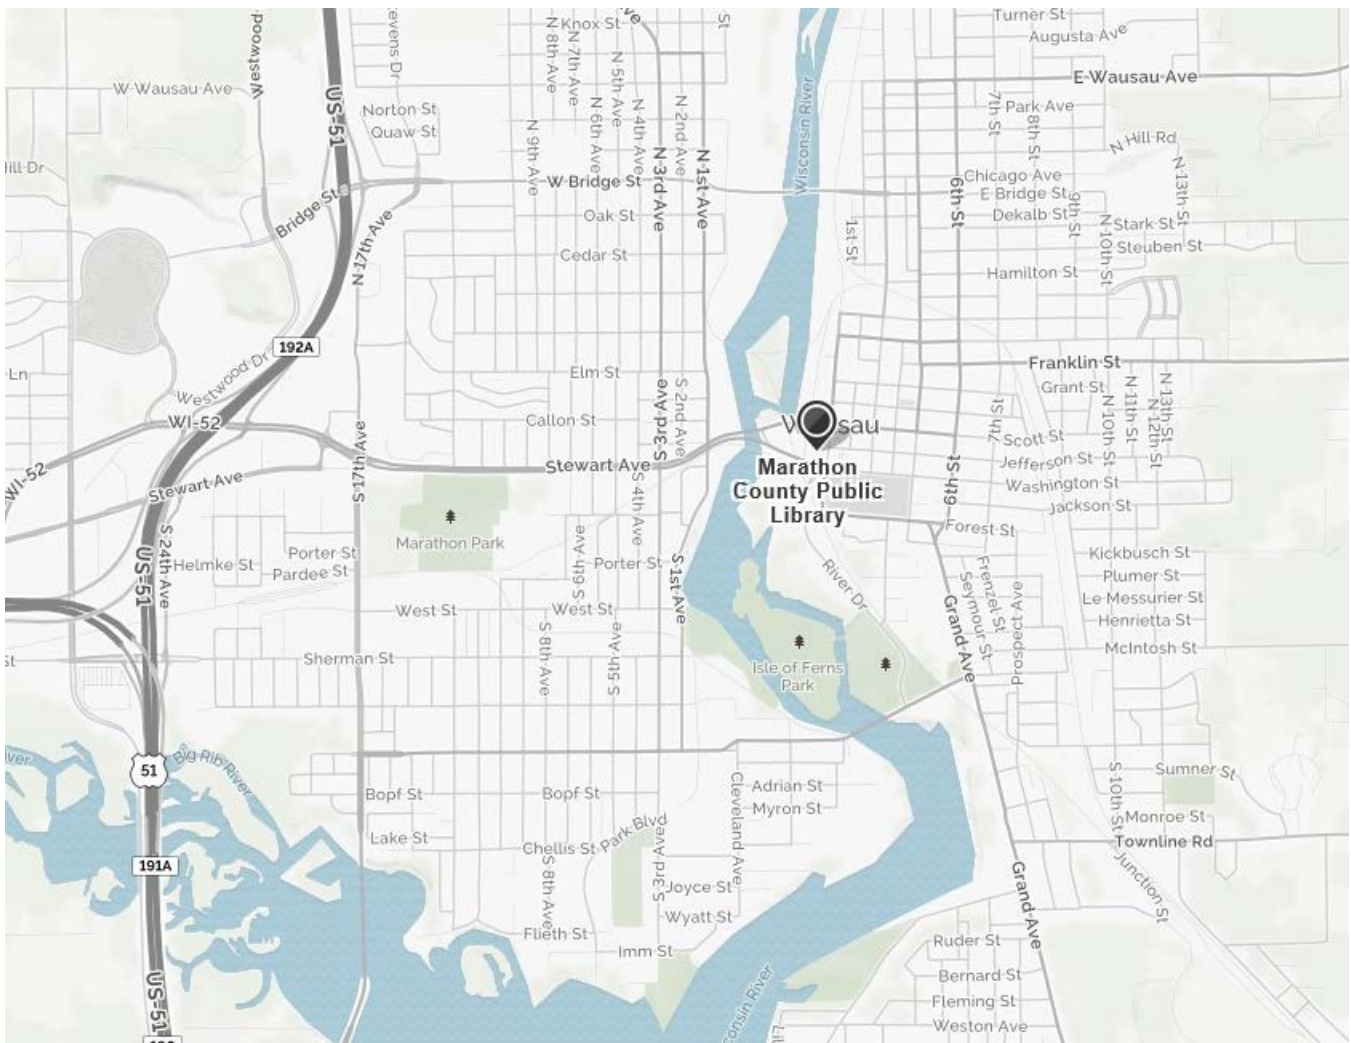 Knox St
Turner St
Augusta Ave
W Wausau Ave
US-51
Norton St
Quaw St
N 8th Ave
N 7th Ave
N 5th Ave
N 6th Ave
N 4th Ave
N 2nd Ave
N 9th Ave
N 3rd Ave
N 1st Ave
Wisconsin River
E Wausau Ave
7th St
Park Ave
8th St
N Hill Rd
N 13th St
Hill Dr
Bridge St
W Bridge St
N 17th Ave
Oak St
Cedar St
1st St
6th St
Chicago Ave
E Bridge St
Dekalb St
9th St
N 10th St
Stark St
Steuben St
Hamilton St
192A
Westwood Dr
Ln
Elm St
Franklin St
Grant St
N 10th St
N 11th St
N 12th St
N 13th St
WI-52
Callon St
S 3rd Ave
S 2nd Ave
7th St
Scott St
WI-52
Stewart Ave
S 17th Ave
Stewart Ave
S 4th Ave
Marathon
County Public
Library
6th St
Jefferson St
Washington St
Jackson St
Forest St
US-51
S 24th Ave
Marathon Park
Helmke St
Porter St
Pardee St
S 6th Ave
Porter St
S 1st Ave
River Dr
Kickbusch St
Plumer St
Le Messurier St
Henrietta St
McIntosh St
Frenzel St
Seymour St
Prospect Ave
Grand Ave
West St
West St
St
Sherman St
S 8th Ave
S 5th Ave
Isle of Ferns
Park
51
Big Rib River
Bopf St
Bopf St
Cleveland Ave
Adrian St
Myron St
S 10th St
Sumner St
Monroe St
Townline Rd
Lake St
Chellis St
Park Blvd
S 3rd Ave
S 8th Ave
191A
Joyce St
Wyatt St
Flieth St
Imm St
Grand Ave
Junction St
Ruder St
Bernard St
Fleming St
Weston Ave
US-51